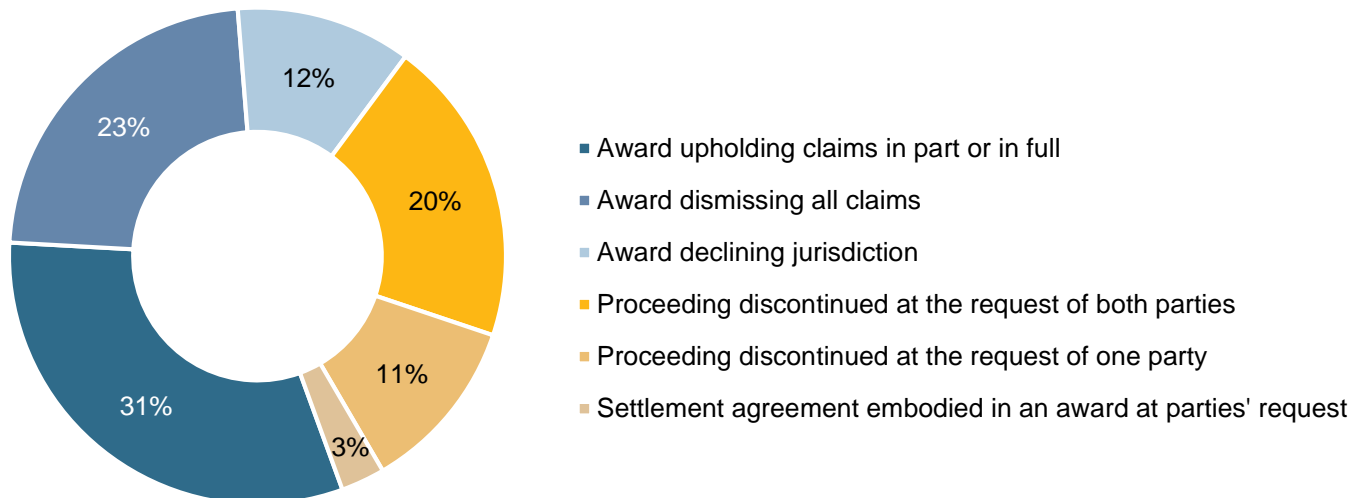 12%
23%
20%
11%
31%
3%
Award upholding claims in part or in full
Award dismissing all claims
Award declining jurisdiction
Proceeding discontinued at the request of both parties
Proceeding discontinued at the request of one party
Settlement agreement embodied in an award at parties' request